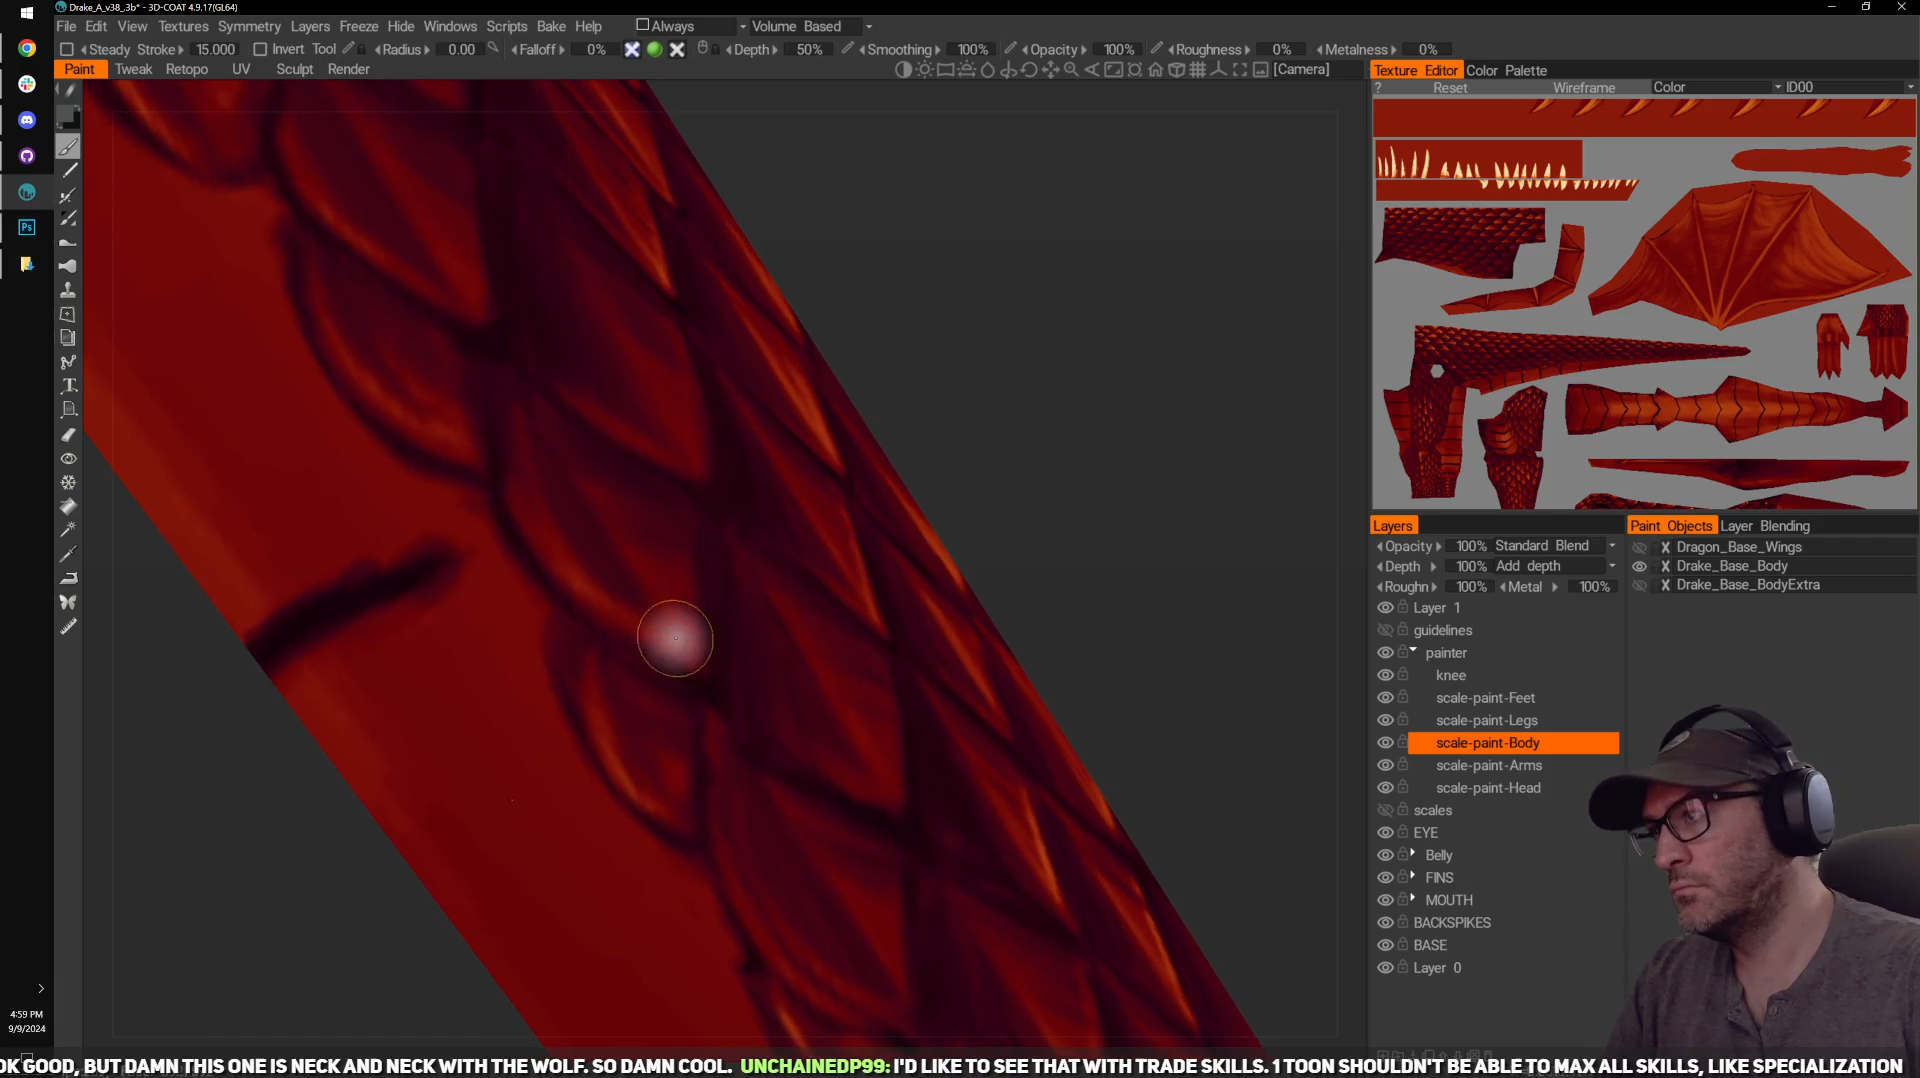 Drake_A_v38_.3b* - 3D-COAT 4.9.17(GL64)
File Edit View Textures Symmetry Layers Freeze Hide Windows Scripts Bake Help Always Volume Based
Steady Stroke 15.000 Invert Tool Radius 0.00 Falloff 0% Depth 50% Smoothing 100% Opacity 100% Roughness 0% Metalness 0%
Paint Tweak Retopo UV Sculpt Render [Camera]
Texture Editor Color Palette
? Reset Wireframe Color ID00
Layers
Opacity 100% Standard Blend
Depth 100% Add depth
Roughn 100% Metal 100%
Layer 1
guidelines
painter
knee
scale-paint-Feet
scale-paint-Legs
scale-paint-Body
scale-paint-Arms
scale-paint-Head
scales
EYE
Belly
FINS
MOUTH
BACKSPIKES
BASE
Layer 0
Paint Objects Layer Blending
Dragon_Base_Wings
Drake_Base_Body
Drake_Base_BodyExtra
Ps
4:59 PM
9/9/2024
OK GOOD, BUT DAMN THIS ONE IS NECK AND NECK WITH THE WOLF. SO DAMN COOL. UNCHAINEDP99: I'D LIKE TO SEE THAT WITH TRADE SKILLS. 1 TOON SHOULDN'T BE ABLE TO MAX ALL SKILLS, LIKE SPECIALIZATION